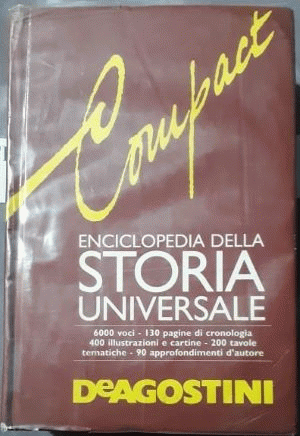 Compact
ENCICLOPEDIA DELLA
STORIA
UNIVERSALE
6000 voci - 130 pagine di cronologia
400 illustrazioni e cartine - 200 tavole
tematiche - 90 approfondimenti d'autore
DeAGOSTINI